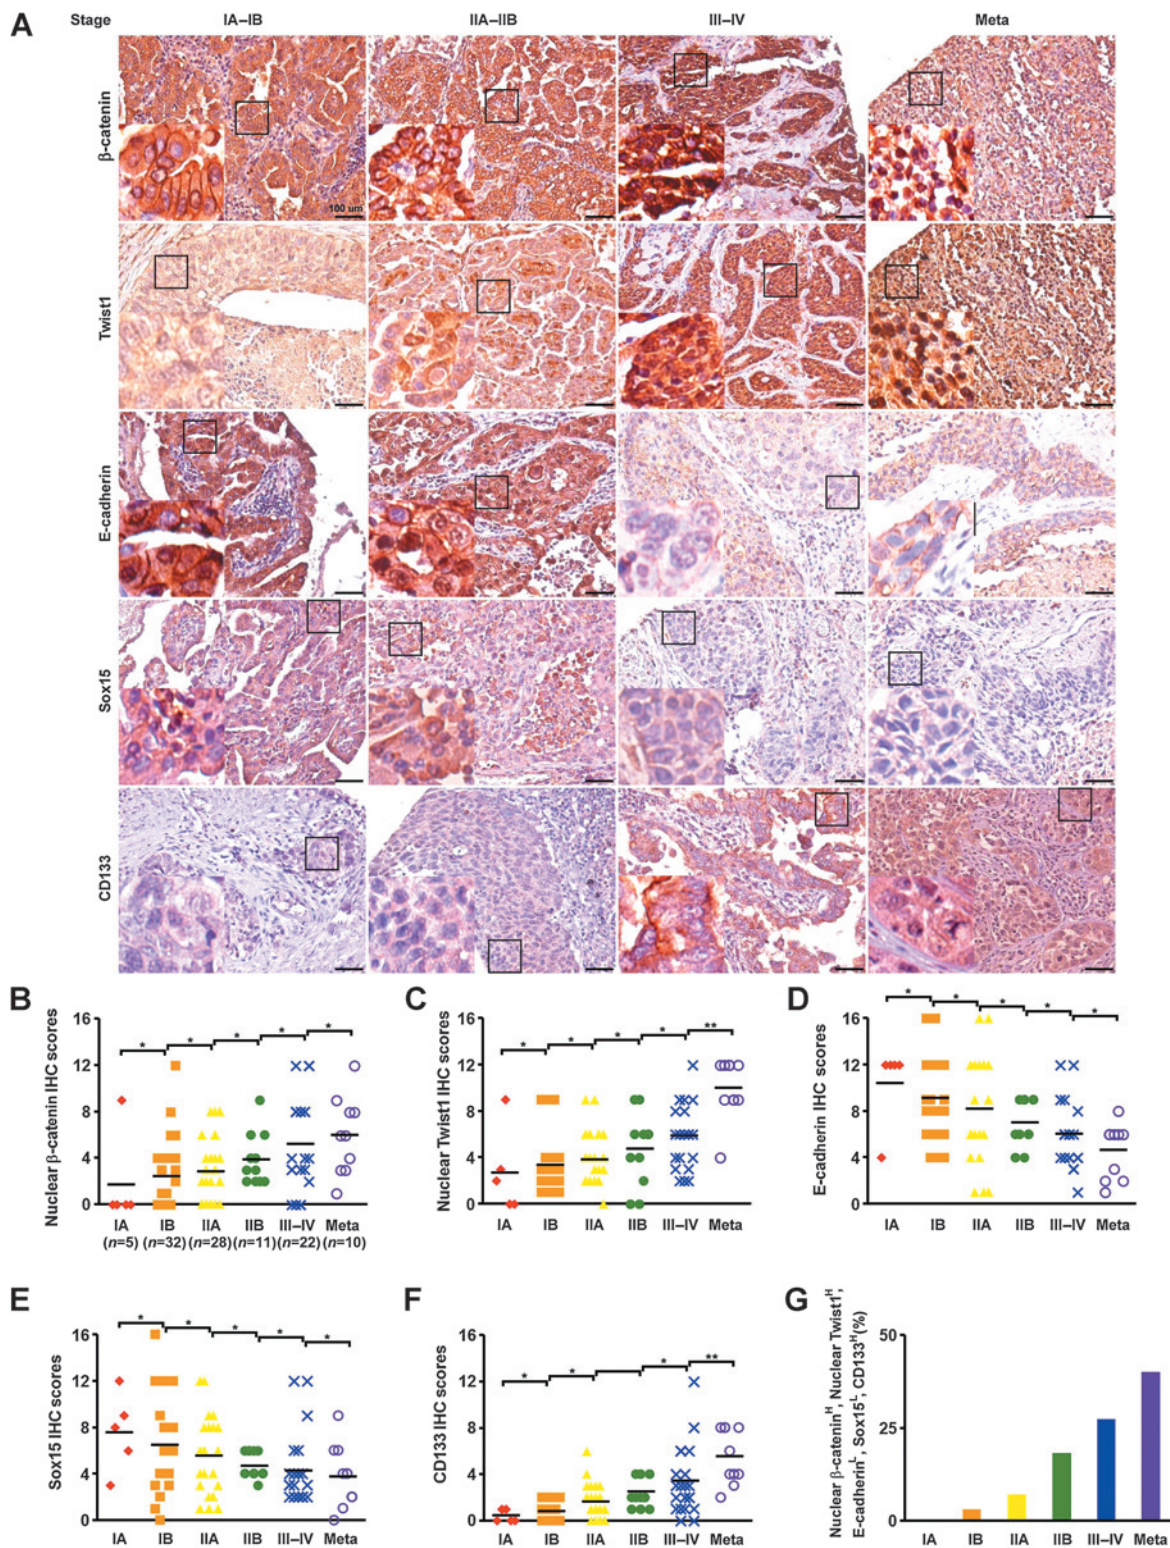 A
Stage IA–IB IIA–IIB III–IV Meta
β-catenin
100 um
Twist1
E-cadherin
Sox15
CD133
B
Nuclear β-catenin IHC scores
16
12
8
4
0
* * * * *
IA IB IIA IIB III–IV Meta
(n=5) (n=32) (n=28) (n=11) (n=22) (n=10)
C
Nuclear Twist1 IHC scores
16
12
8
4
0
* * * * **
IA IB IIA IIB III–IV Meta
D
E-cadherin IHC scores
16
12
8
4
0
* * * * *
IA IB IIA IIB III–IV Meta
E
Sox15 IHC scores
16
12
8
4
0
* * * * *
IA IB IIA IIB III–IV Meta
F
CD133 IHC scores
16
12
8
4
0
* * * **
IA IB IIA IIB III–IV Meta
G
Nuclear β-cateninᴴ, Nuclear Twist1ᴴ,
E-cadherinᴸ, Sox15ᴸ, CD133ᴴ(%)
50
25
0
IA IB IIA IIB III–IV Meta